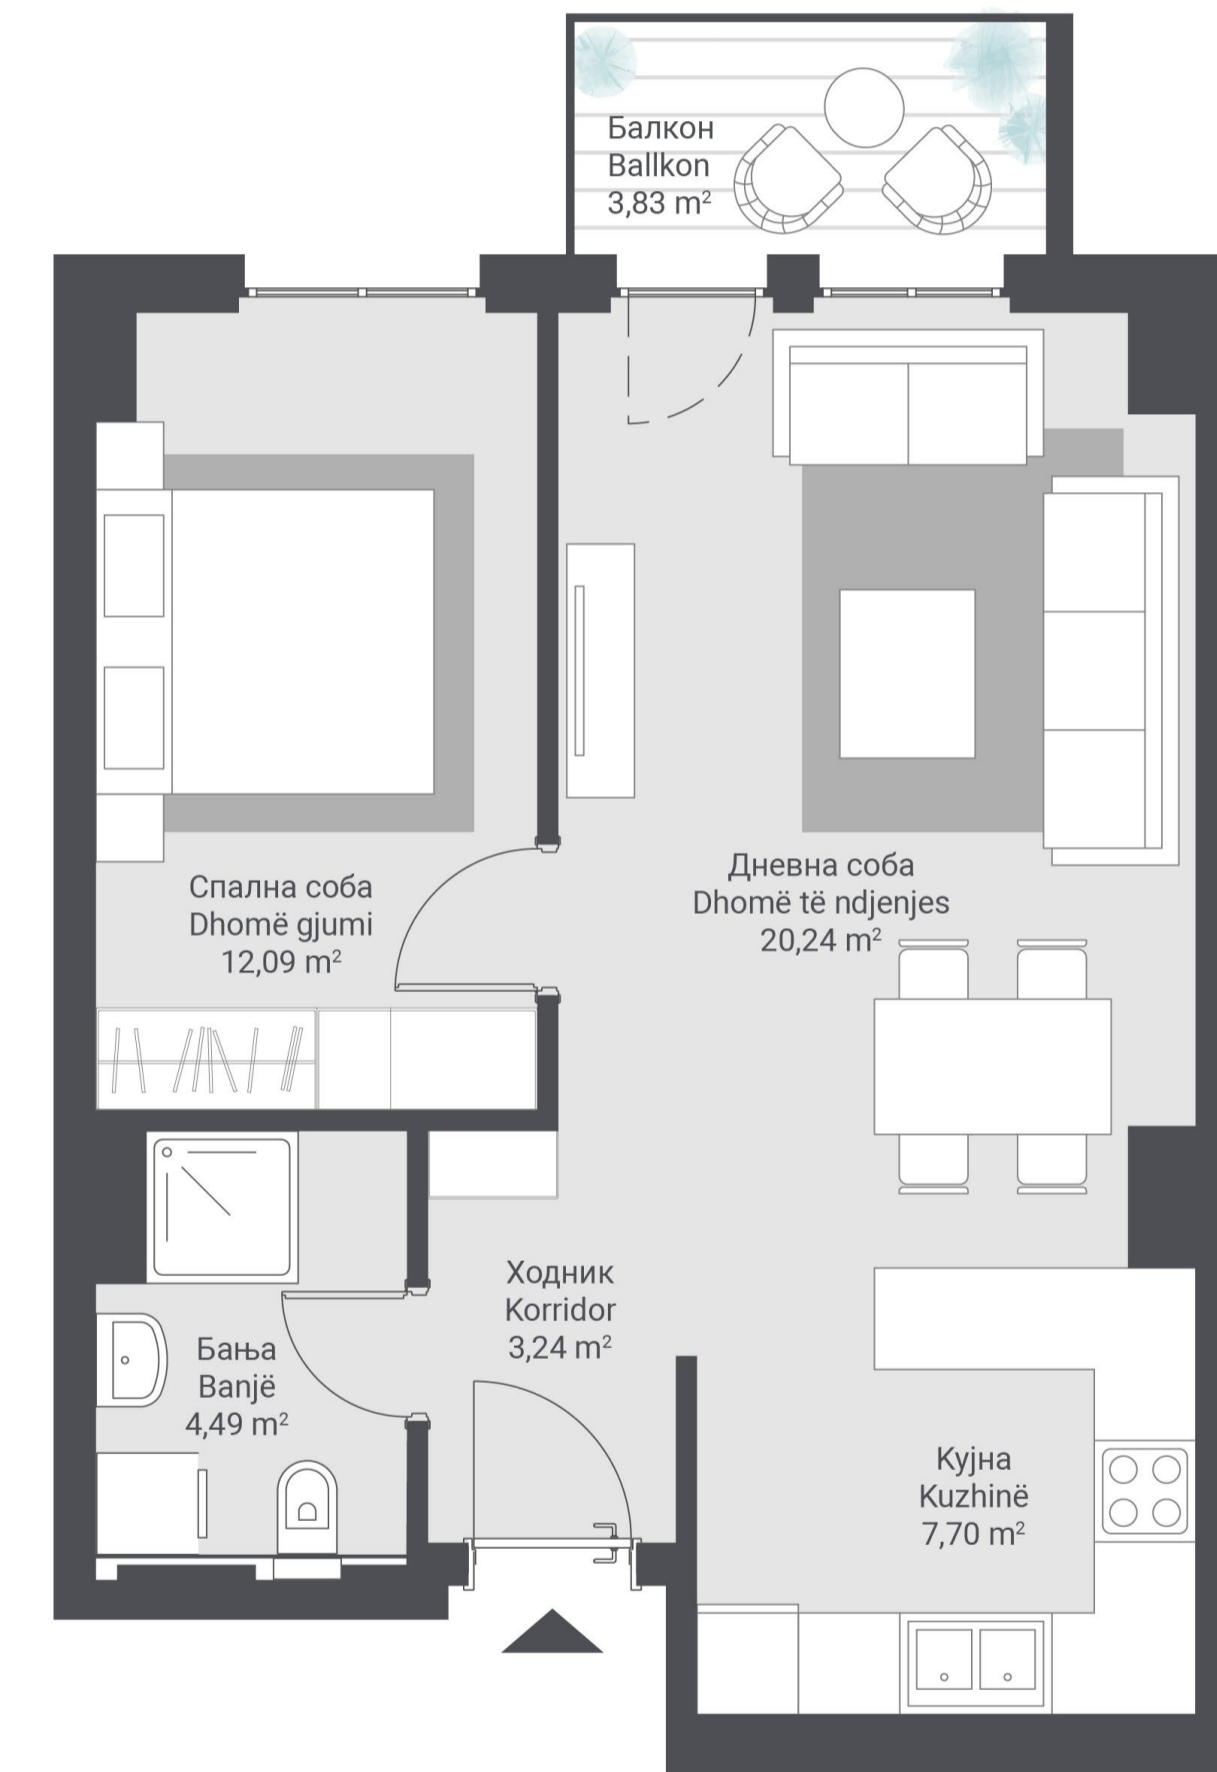 Балкон
Ballkon
3,83 m²
Дневна соба
Dhomë të ndjenjes
20,24 m²
Спална соба
Dhomë gjumi
12,09 m²
Ходник
Korridor
3,24 m²
Бања
Banjë
4,49 m²
Кујна
Kuzhinë
7,70 m²